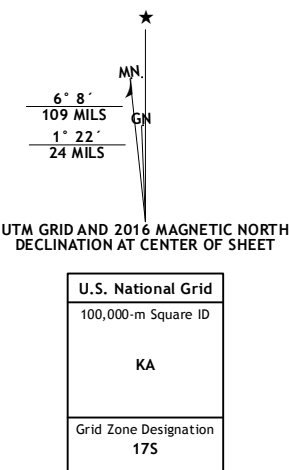 ★
MN.
6° 8´
109 MILS
GN
1° 22´
24 MILS
UTM GRID AND 2016 MAGNETIC NORTH
DECLINATION AT CENTER OF SHEET
U.S. National Grid
100,000-m Square ID
KA
Grid Zone Designation
17S